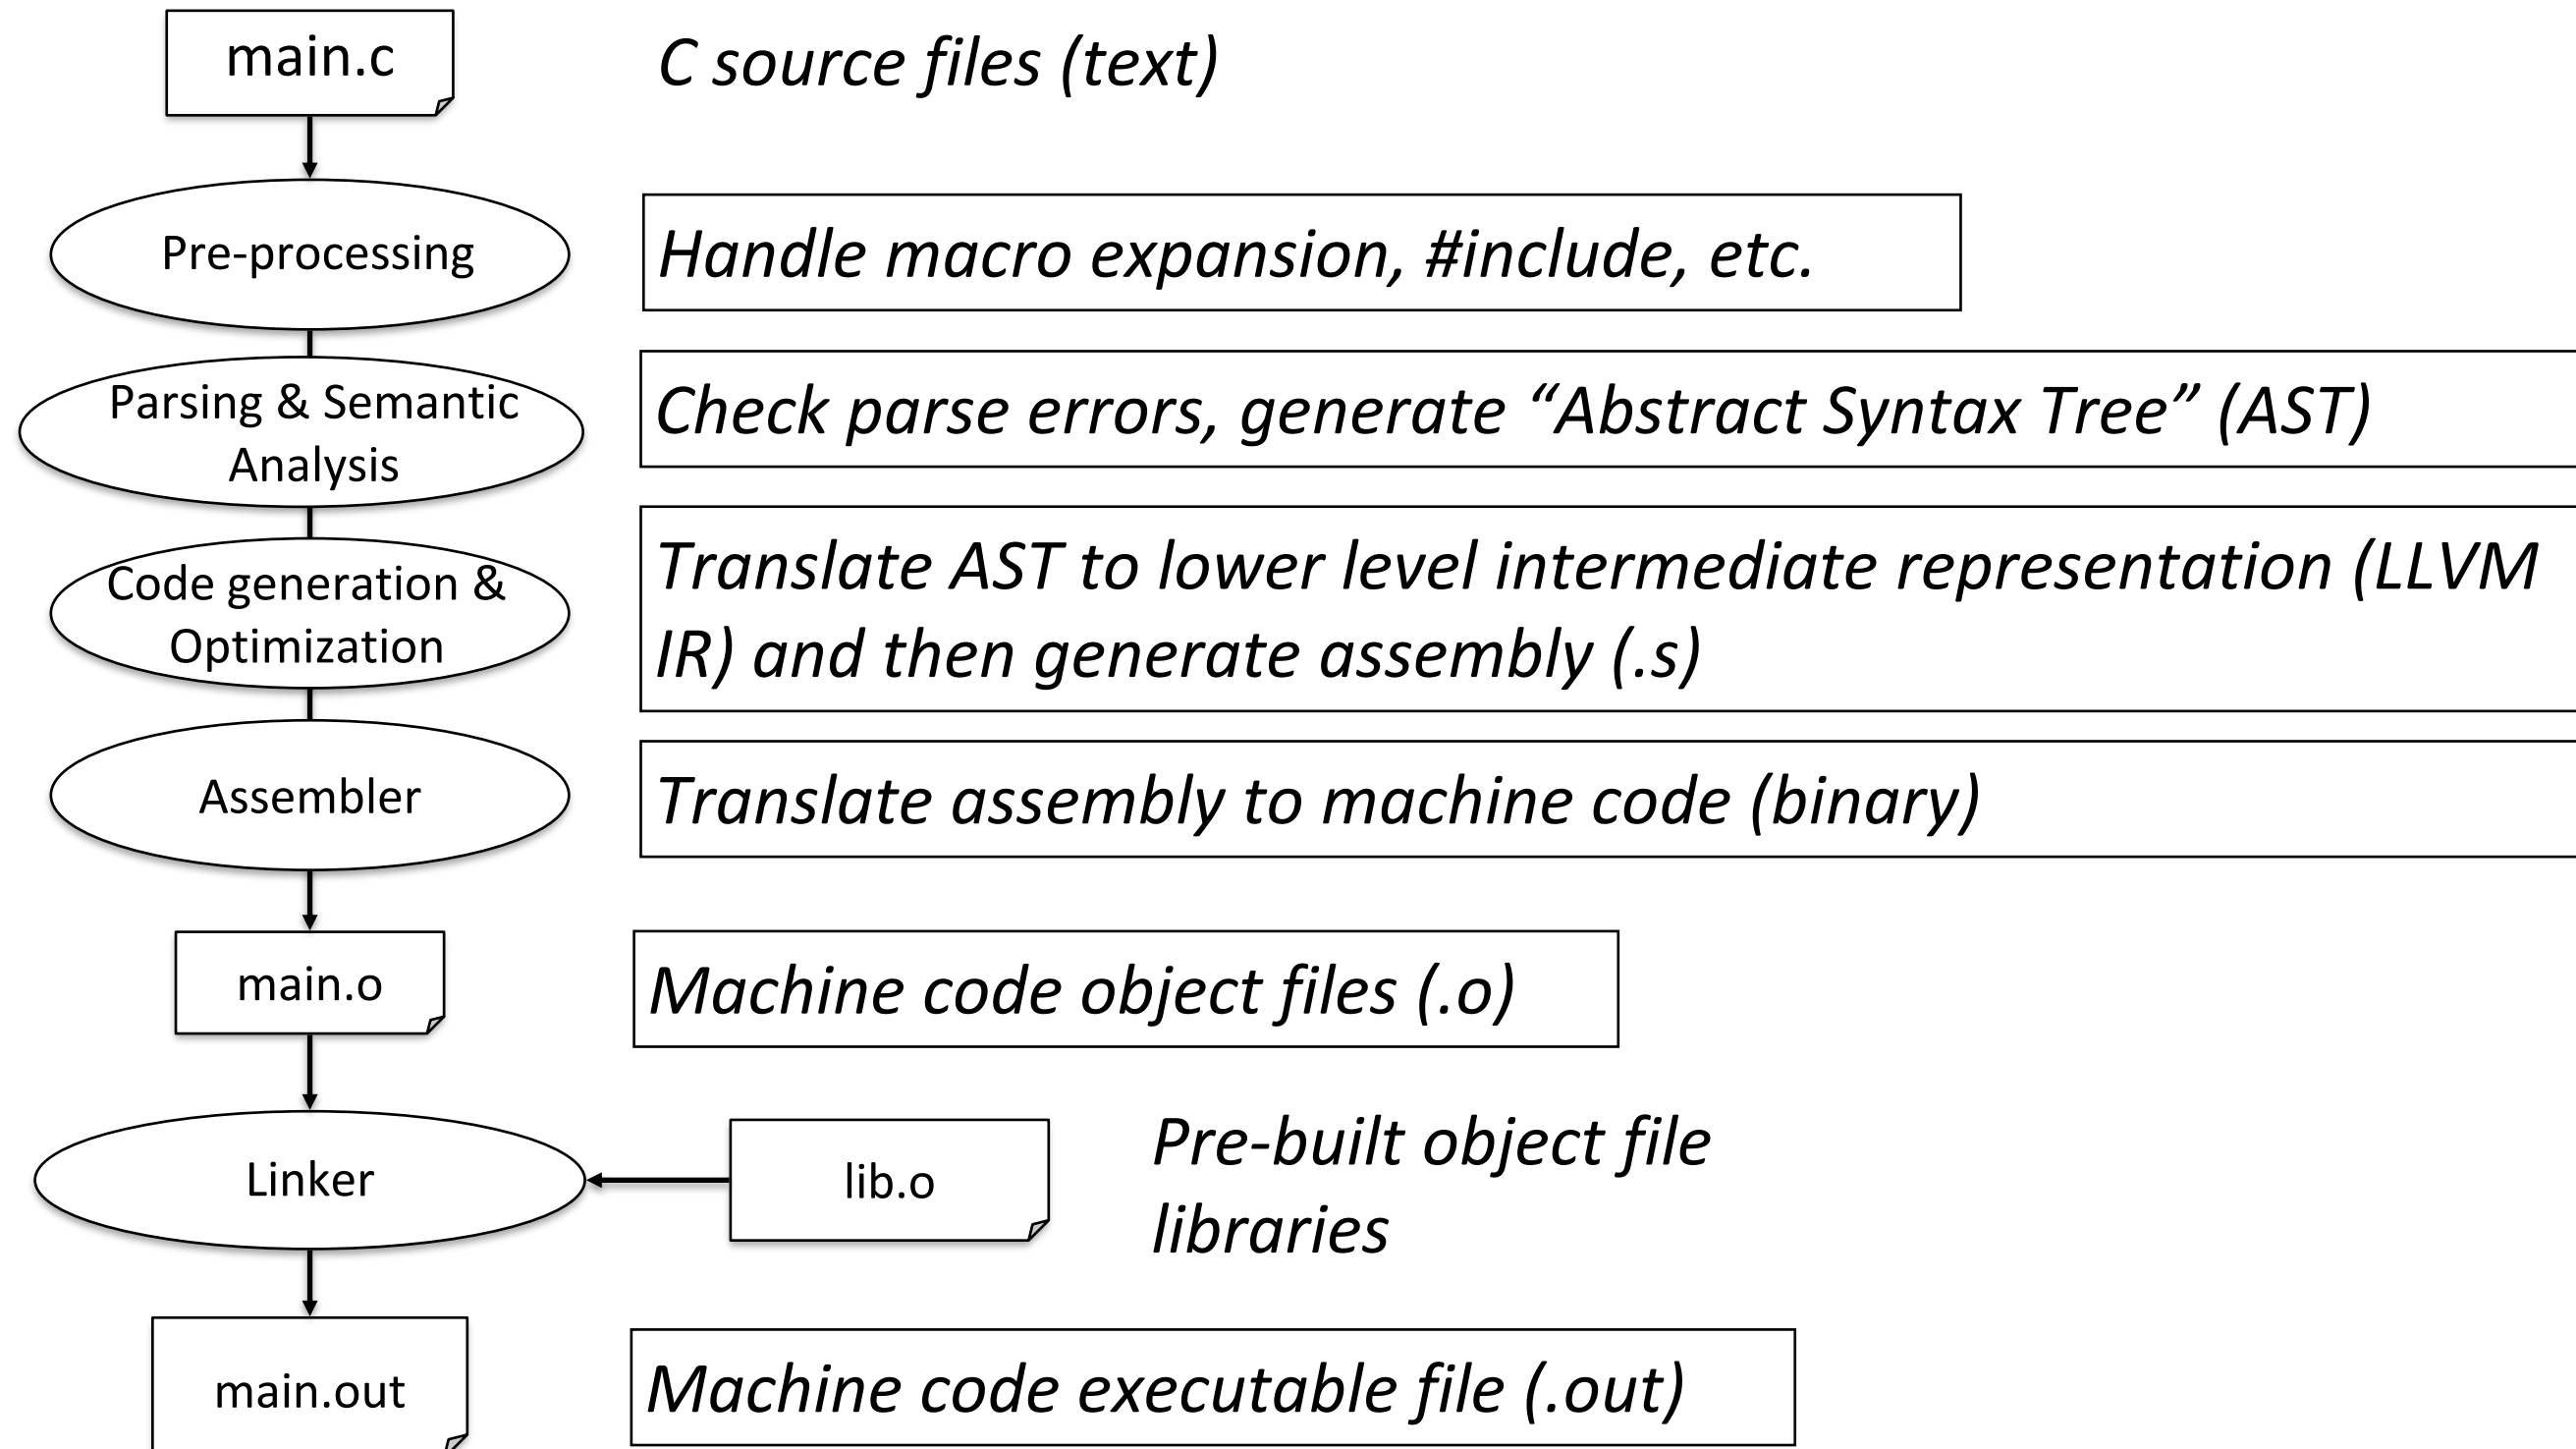 main.c
C source files (text)
Pre-processing
Handle macro expansion, #include, etc.
Parsing & Semantic
Analysis
Check parse errors, generate “Abstract Syntax Tree” (AST)
Code generation &
Optimization
Translate AST to lower level intermediate representation (LLVM
IR) and then generate assembly (.s)
Assembler
Translate assembly to machine code (binary)
main.o
Machine code object files (.o)
Linker
lib.o
Pre-built object file
libraries
main.out
Machine code executable file (.out)